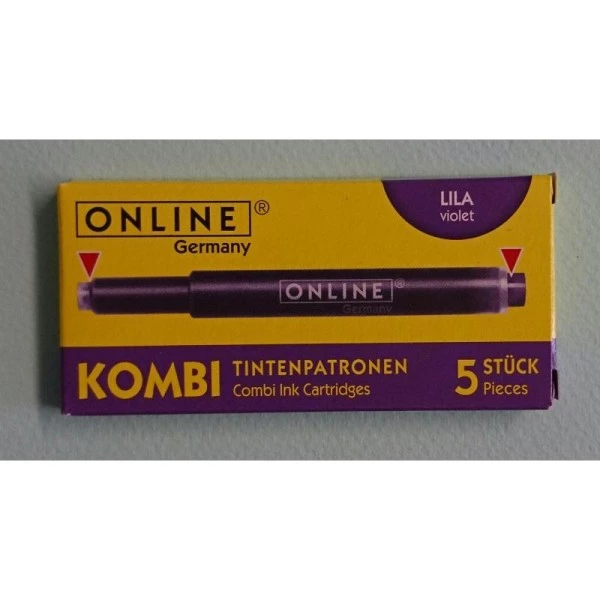 ONLINE®
Germany
LILA
violet
ONLINE®
Germany
KOMBI
TINTENPATRONEN
Combi Ink Cartridges
5 STÜCK
Pieces